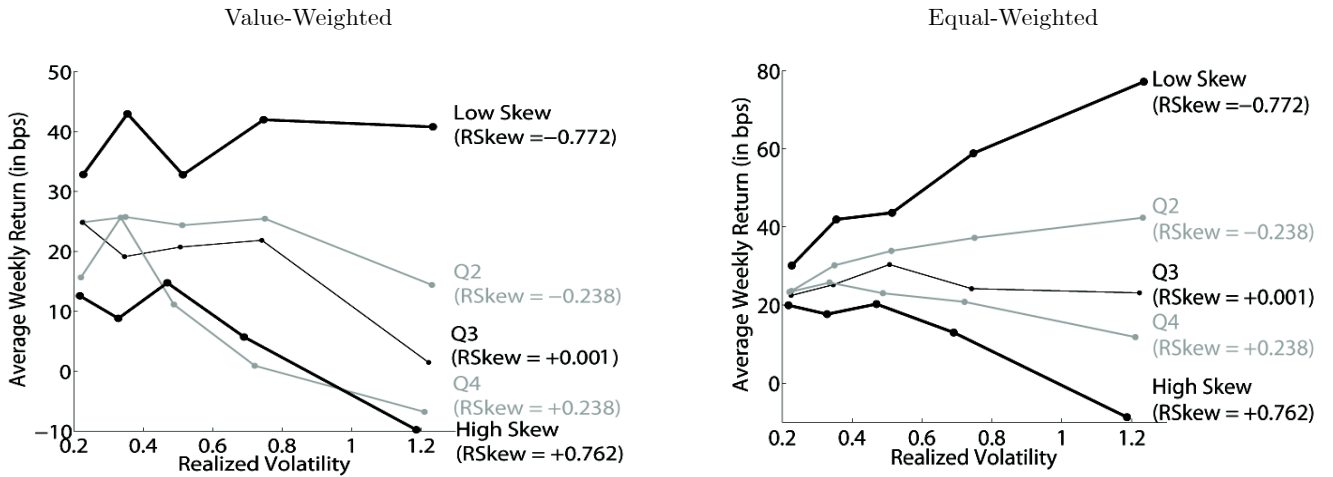 Value-Weighted
50
40
30
20
10
0
−10
0.2
0.4
0.6
0.8
1
1.2
Average Weekly Return (in bps)
Realized Volatility
Low Skew
(RSkew =−0.772)
Q2
(RSkew = −0.238)
Q3
(RSkew = +0.001)
Q4
(RSkew = +0.238)
High Skew
(RSkew = +0.762)
Equal-Weighted
80
60
40
20
0
0.2
0.4
0.6
0.8
1
1.2
Average Weekly Return (in bps)
Realized Volatility
Low Skew
(RSkew=−0.772)
Q2
(RSkew = −0.238)
Q3
(RSkew = +0.001)
Q4
(RSkew = +0.238)
High Skew
(RSkew = +0.762)